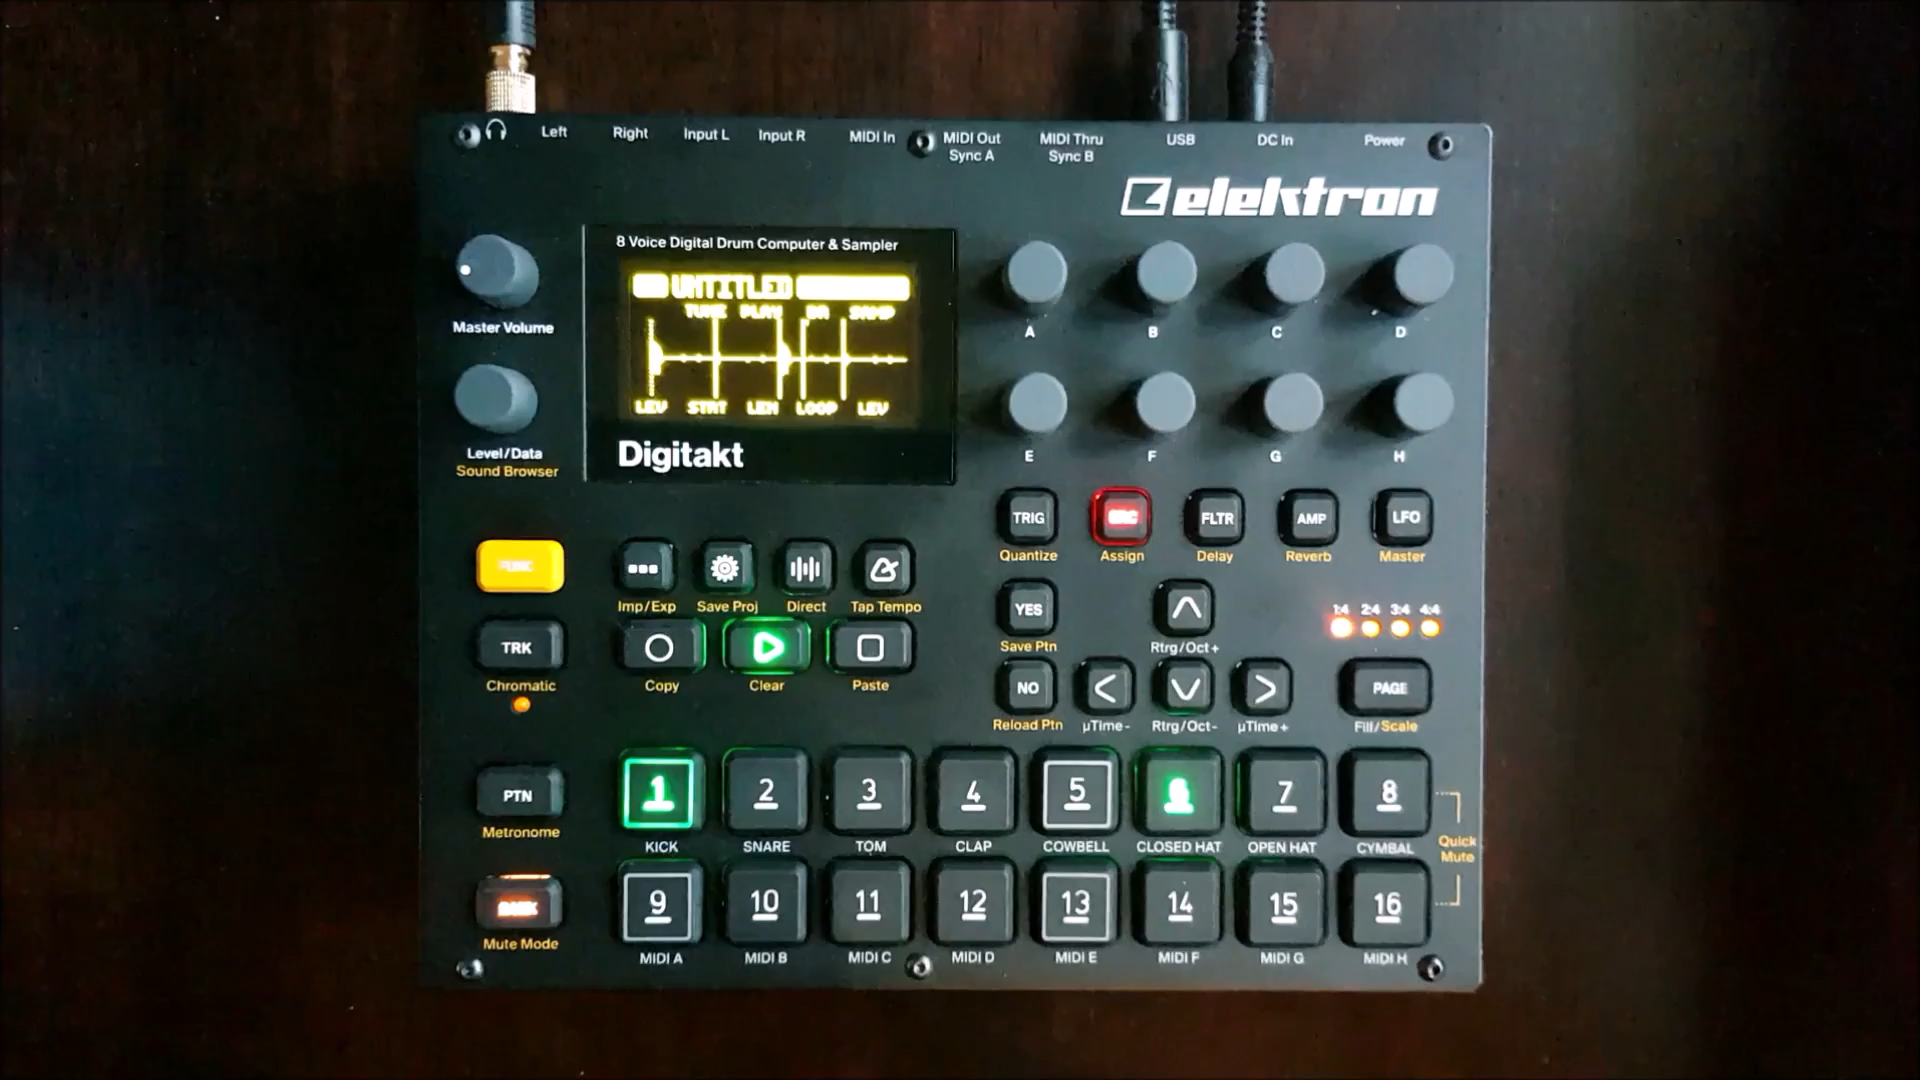 Left Right Input L Input R MIDI In MIDI Out MIDI Thru USB DC In Power
Sync A Sync B
elektron
8 Voice Digital Drum Computer & Sampler
UNTITLED
TUNE PLAY BR SAMP
LEV STRT LEN LOOP LEV
Digitakt
Master Volume
Level/Data
Sound Browser
A B C D
E F G H
TRIG SRC FLTR AMP LFO
Quantize Assign Delay Reverb Master
FUNC
Imp/Exp Save Proj Direct Tap Tempo
YES
Save Ptn Rtrg/Oct+
1:4 2:4 3:4 4:4
TRK
Chromatic
Copy Clear Paste
NO PAGE
Reload Ptn µTime- Rtrg/Oct- µTime+ Fill/Scale
PTN
Metronome
1 2 3 4 5 6 7 8
KICK SNARE TOM CLAP COWBELL CLOSED HAT OPEN HAT CYMBAL
Quick
Mute
BANK
Mute Mode
9 10 11 12 13 14 15 16
MIDI A MIDI B MIDI C MIDI D MIDI E MIDI F MIDI G MIDI H